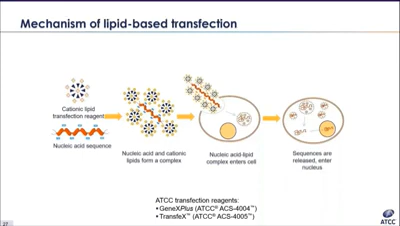 Mechanism of lipid-based transfection
Cationic lipid
transfection reagent
Nucleic acid sequence
Nucleic acid and cationic
lipids form a complex
Nucleic acid-lipid
complex enters cell
Sequences are
released, enter
nucleus
ATCC transfection reagents:
• GeneXPlus (ATCC® ACS-4004™)
• TransfeX™ (ATCC® ACS-4005™)
27
ATCC